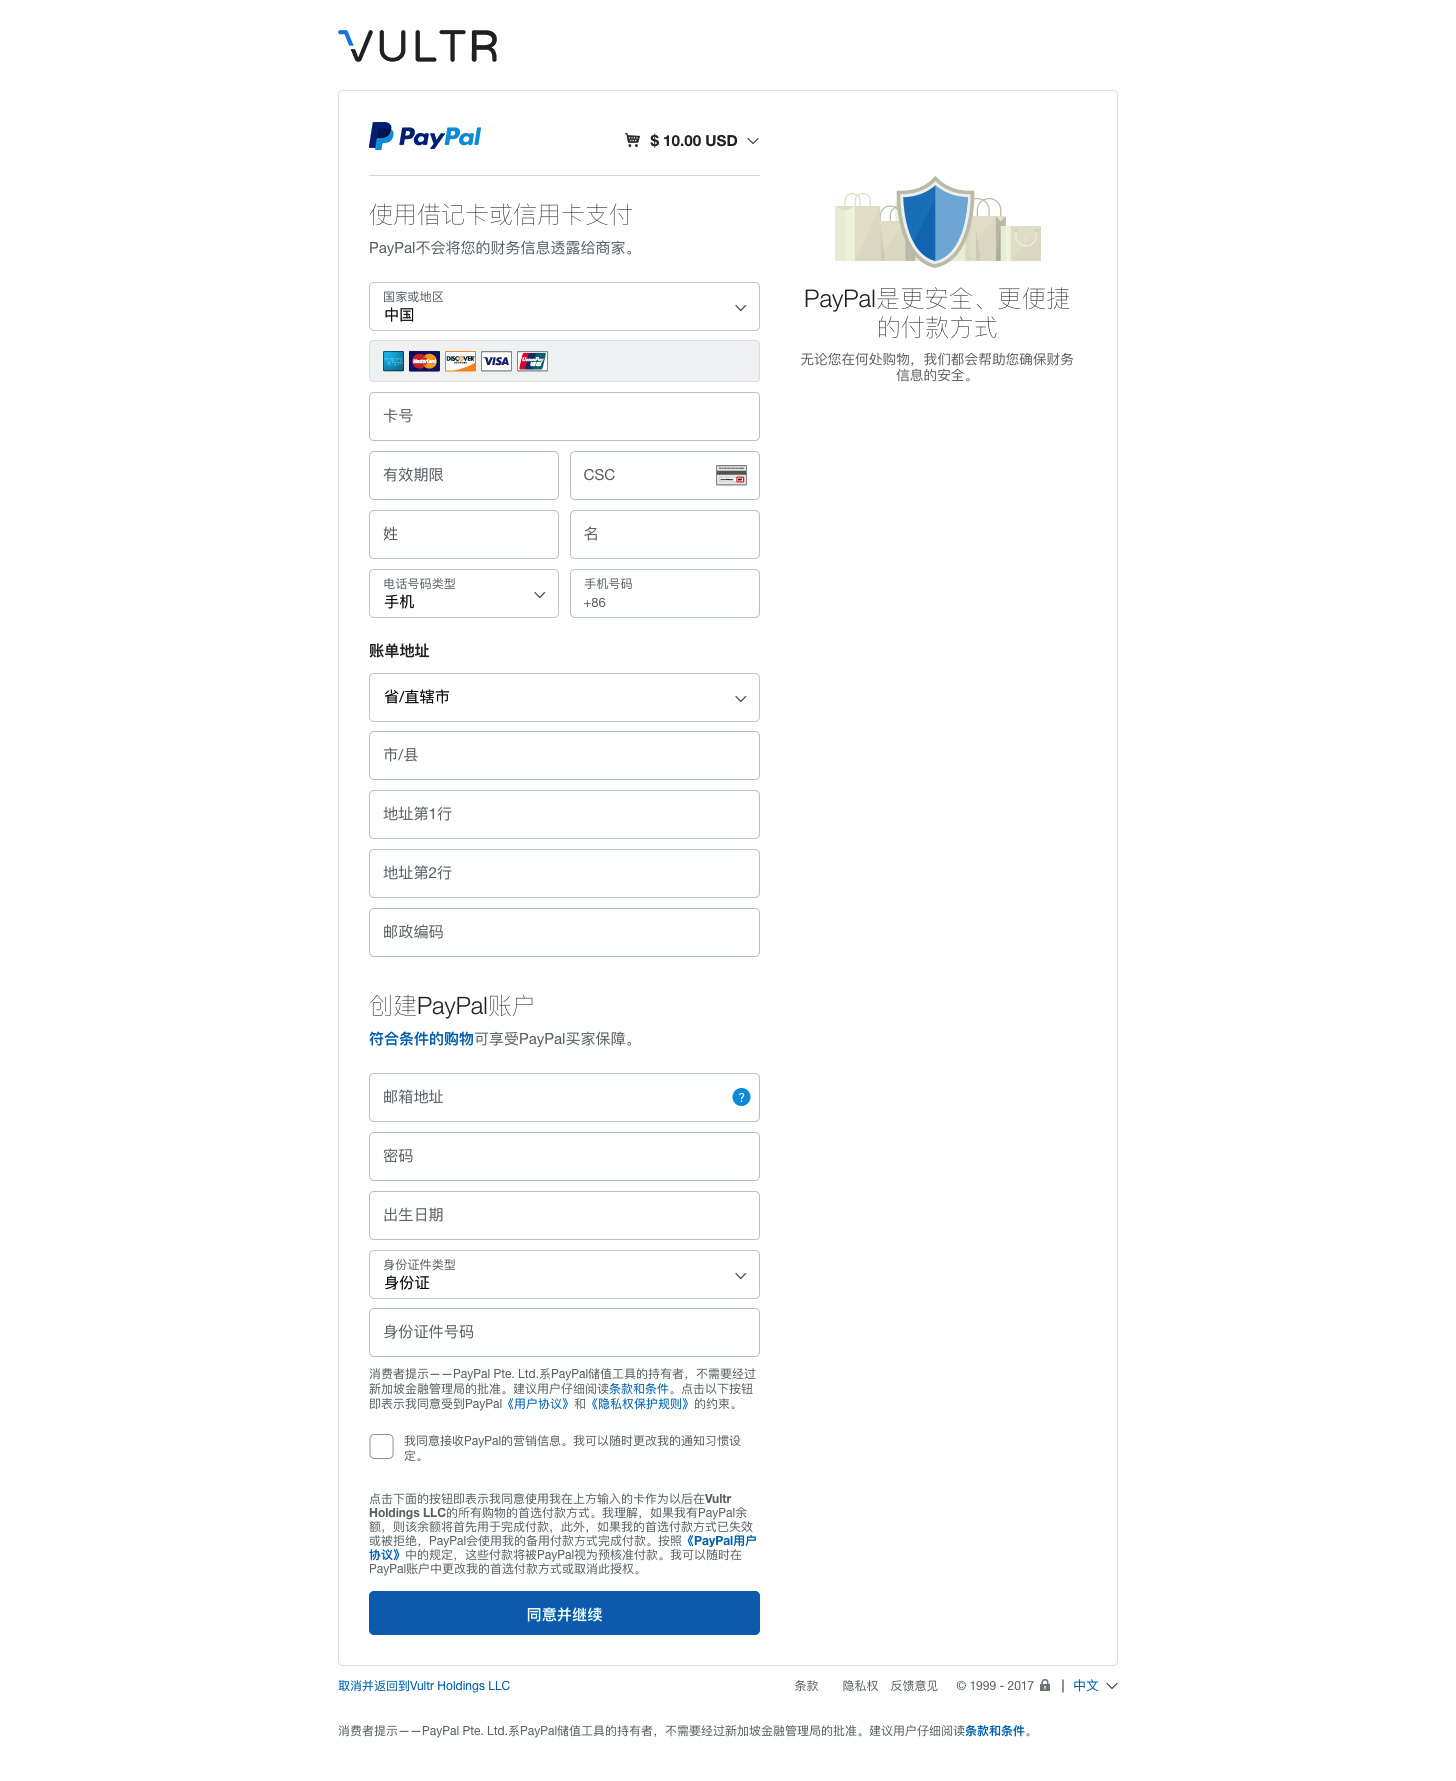 VULTR
PayPal
$ 10.00 USD
使用借记卡或信用卡支付
PayPal不会将您的财务信息透露给商家。
国家或地区
中国
MasterCard DISCOVER VISA
卡号
有效期限
CSC
姓
名
电话号码类型
手机
手机号码
+86
账单地址
省/直辖市
市/县
地址第1行
地址第2行
邮政编码
创建PayPal账户
符合条件的购物可享受PayPal买家保障。
邮箱地址
?
密码
出生日期
身份证件类型
身份证
身份证件号码
消费者提示——PayPal Pte. Ltd.系PayPal储值工具的持有者，不需要经过
新加坡金融管理局的批准。建议用户仔细阅读条款和条件。点击以下按钮
即表示我同意受到PayPal《用户协议》和《隐私权保护规则》的约束。
我同意接收PayPal的营销信息。我可以随时更改我的通知习惯设
定。
点击下面的按钮即表示我同意使用我在上方输入的卡作为以后在Vultr
Holdings LLC的所有购物的首选付款方式。我理解，如果我有PayPal余
额，则该余额将首先用于完成付款，此外，如果我的首选付款方式已失效
或被拒绝，PayPal会使用我的备用付款方式完成付款。按照《PayPal用户
协议》中的规定，这些付款将被PayPal视为预核准付款。我可以随时在
PayPal账户中更改我的首选付款方式或取消此授权。
同意并继续
PayPal是更安全、更便捷
的付款方式
无论您在何处购物，我们都会帮助您确保财务
信息的安全。
取消并返回到Vultr Holdings LLC
条款 隐私权 反馈意见 © 1999 - 2017 | 中文
消费者提示——PayPal Pte. Ltd.系PayPal储值工具的持有者，不需要经过新加坡金融管理局的批准。建议用户仔细阅读条款和条件。